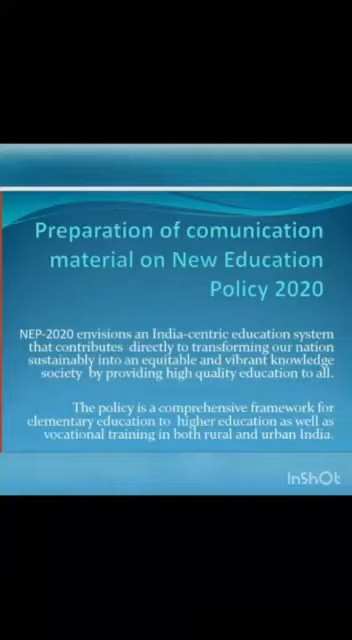 Preparation of comunication
material on New Education
Policy 2020
NEP-2020 envisions an India-centric education system
that contributes directly to transforming our nation
sustainably into an equitable and vibrant knowledge
society by providing high quality education to all.
The policy is a comprehensive framework for
elementary education to higher education as well as
vocational training in both rural and urban India.
InShOt